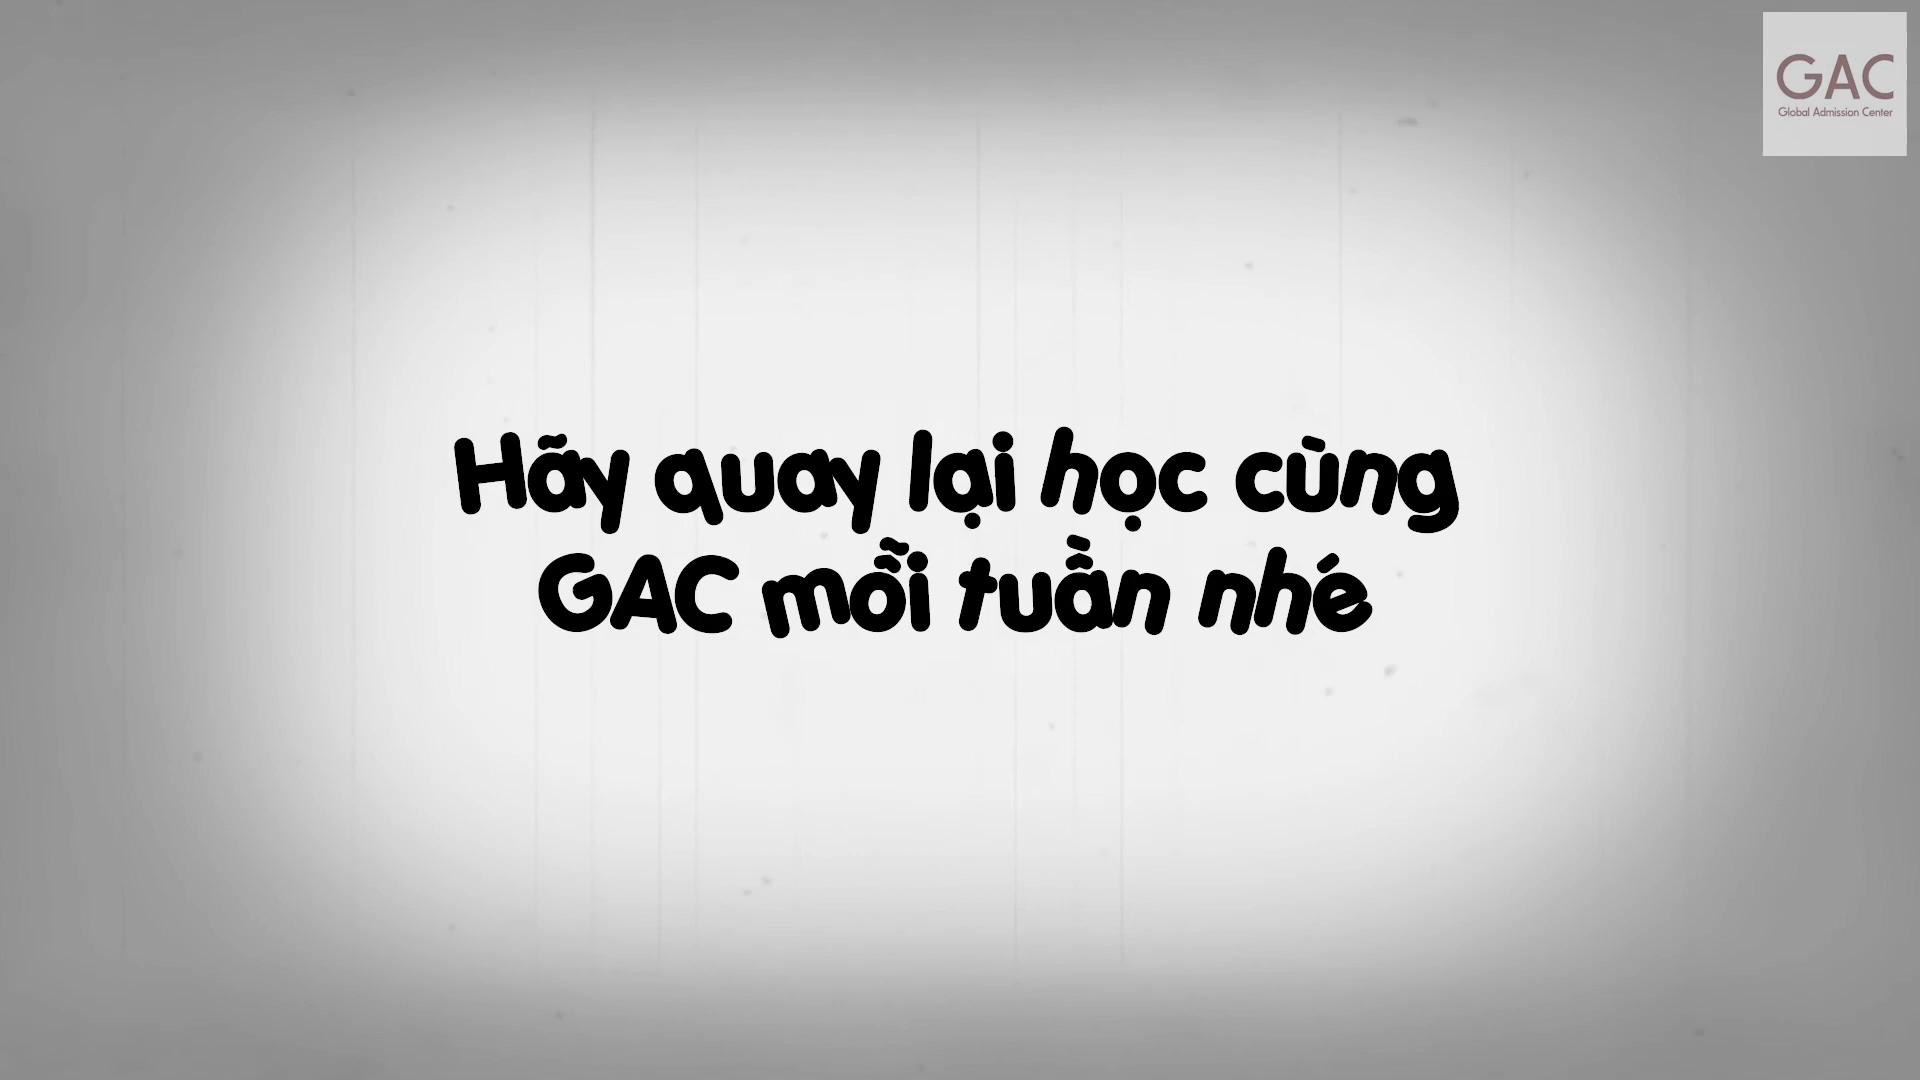 GAC
Global Admission Center
Hãy quay lại học cùng
GAC mỗi tuần nhé